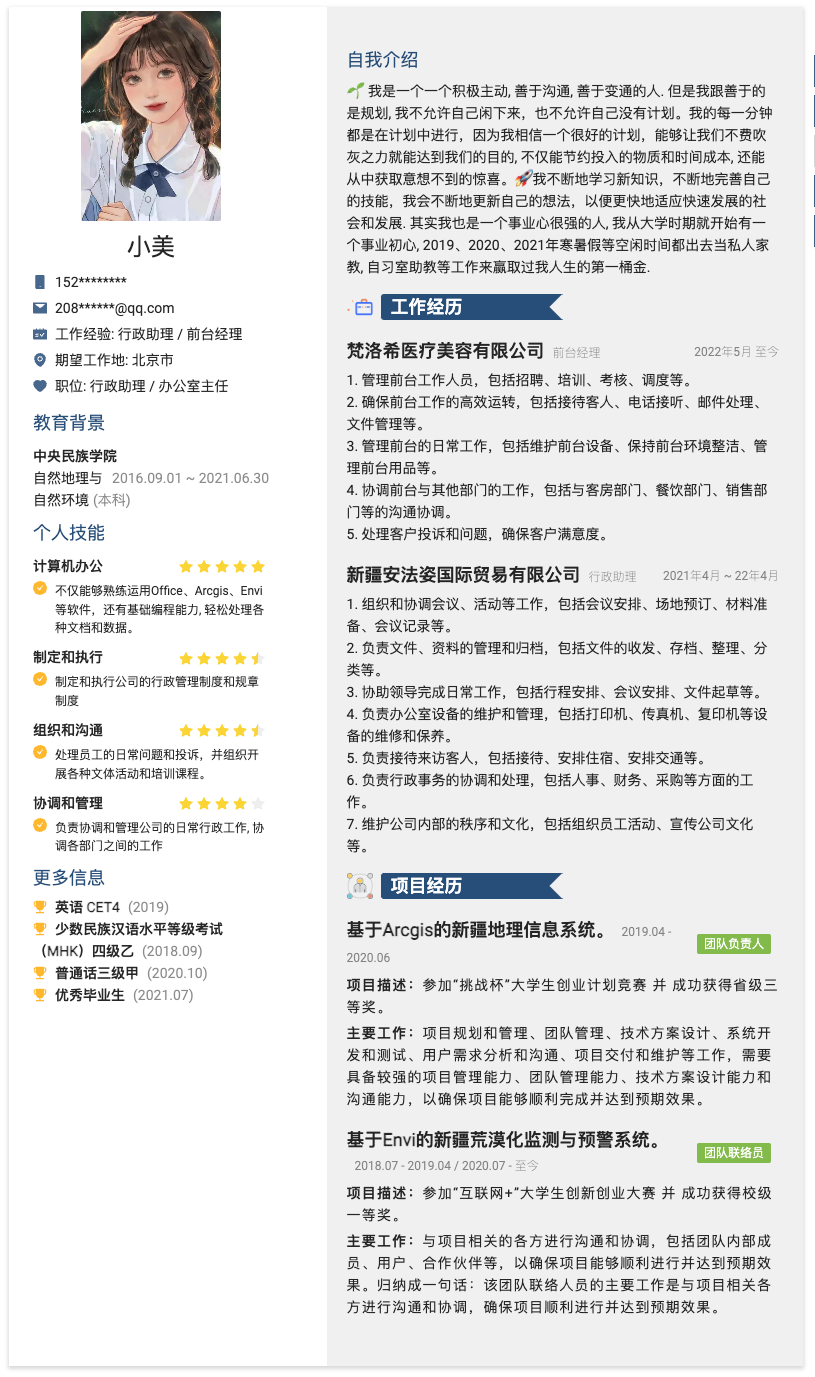 小美
152********
208******@qq.com
工作经验: 行政助理 / 前台经理
期望工作地: 北京市
职位: 行政助理 / 办公室主任
教育背景
中央民族学院
自然地理与 2016.09.01 ~ 2021.06.30
自然环境 (本科)
个人技能
计算机办公
不仅能够熟练运用Office、Arcgis、Envi
等软件，还有基础编程能力, 轻松处理各
种文档和数据。
制定和执行
制定和执行公司的行政管理制度和规章
制度
组织和沟通
处理员工的日常问题和投诉，并组织开
展各种文体活动和培训课程。
协调和管理
负责协调和管理公司的日常行政工作, 协
调各部门之间的工作
更多信息
英语 CET4 (2019)
少数民族汉语水平等级考试
（MHK）四级乙 (2018.09)
普通话三级甲 (2020.10)
优秀毕业生 (2021.07)
自我介绍
🌱 我是一个一个积极主动, 善于沟通, 善于变通的人. 但是我跟善于的
是规划, 我不允许自己闲下来，也不允许自己没有计划。我的每一分钟
都是在计划中进行，因为我相信一个很好的计划，能够让我们不费吹
灰之力就能达到我们的目的, 不仅能节约投入的物质和时间成本, 还能
从中获取意想不到的惊喜。🚀我不断地学习新知识，不断地完善自己
的技能，我会不断地更新自己的想法，以便更快地适应快速发展的社
会和发展. 其实我也是一个事业心很强的人, 我从大学时期就开始有一
个事业初心, 2019、2020、2021年寒暑假等空闲时间都出去当私人家
教, 自习室助教等工作来赢取过我人生的第一桶金.
工作经历
梵洛希医疗美容有限公司 前台经理 2022年5月 至今
1. 管理前台工作人员，包括招聘、培训、考核、调度等。
2. 确保前台工作的高效运转，包括接待客人、电话接听、邮件处理、
文件管理等。
3. 管理前台的日常工作，包括维护前台设备、保持前台环境整洁、管
理前台用品等。
4. 协调前台与其他部门的工作，包括与客房部门、餐饮部门、销售部
门等的沟通协调。
5. 处理客户投诉和问题，确保客户满意度。
新疆安法姿国际贸易有限公司 行政助理 2021年4月 ~ 22年4月
1. 组织和协调会议、活动等工作，包括会议安排、场地预订、材料准
备、会议记录等。
2. 负责文件、资料的管理和归档，包括文件的收发、存档、整理、分
类等。
3. 协助领导完成日常工作，包括行程安排、会议安排、文件起草等。
4. 负责办公室设备的维护和管理，包括打印机、传真机、复印机等设
备的维修和保养。
5. 负责接待来访客人，包括接待、安排住宿、安排交通等。
6. 负责行政事务的协调和处理，包括人事、财务、采购等方面的工
作。
7. 维护公司内部的秩序和文化，包括组织员工活动、宣传公司文化
等。
项目经历
基于Arcgis的新疆地理信息系统。 2019.04 -
2020.06
团队负责人
项目描述：参加“挑战杯”大学生创业计划竞赛 并 成功获得省级三
等奖。
主要工作：项目规划和管理、团队管理、技术方案设计、系统开
发和测试、用户需求分析和沟通、项目交付和维护等工作，需要
具备较强的项目管理能力、团队管理能力、技术方案设计能力和
沟通能力，以确保项目能够顺利完成并达到预期效果。
基于Envi的新疆荒漠化监测与预警系统。
团队联络员
2018.07 - 2019.04 / 2020.07 - 至今
项目描述：参加“互联网+”大学生创新创业大赛 并 成功获得校级
一等奖。
主要工作：与项目相关的各方进行沟通和协调，包括团队内部成
员、用户、合作伙伴等，以确保项目能够顺利进行并达到预期效
果。归纳成一句话：该团队联络人员的主要工作是与项目相关各
方进行沟通和协调，确保项目顺利进行并达到预期效果。